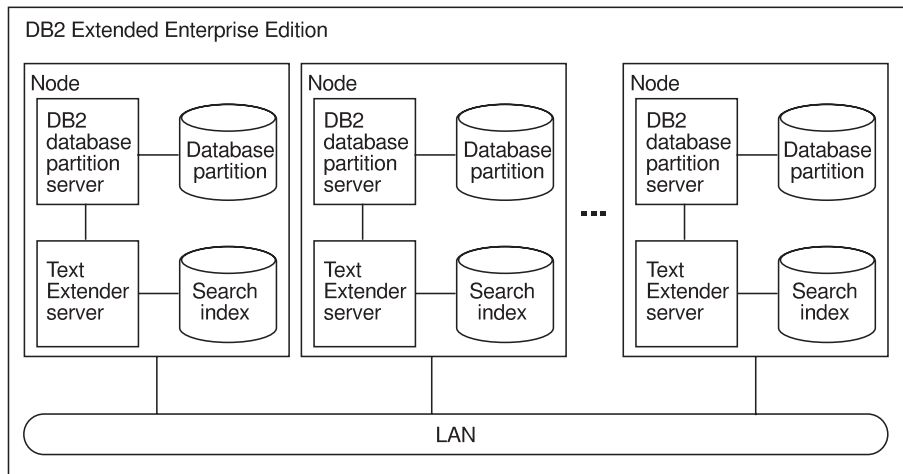 DB2 Extended Enterprise Edition
Node
DB2
database
partition
server
Database
partition
Text
Extender
server
Search
index
Node
DB2
database
partition
server
Database
partition
Text
Extender
server
Search
index
...
Node
DB2
database
partition
server
Database
partition
Text
Extender
server
Search
index
LAN